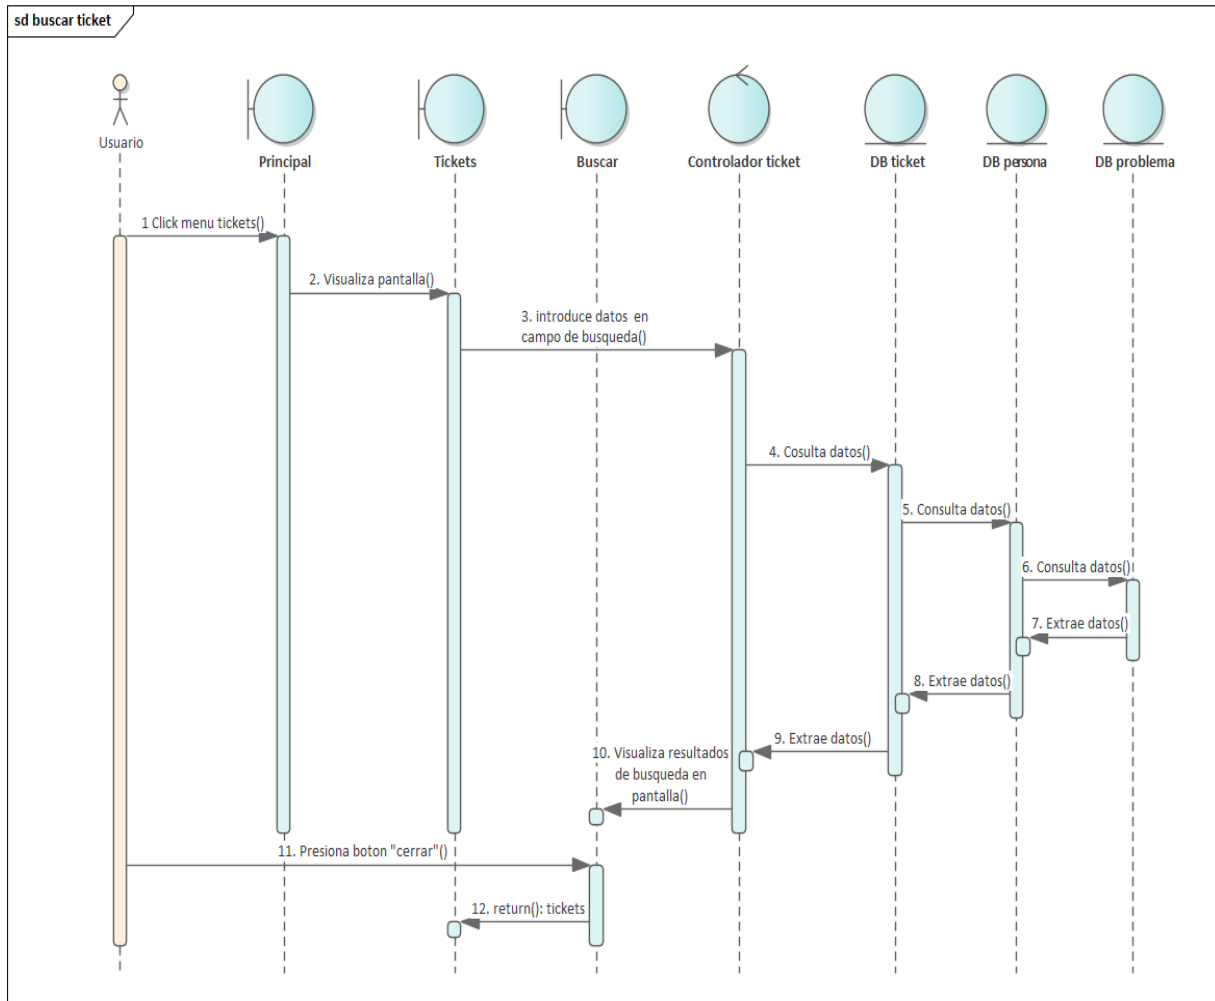 sd buscar ticket
Usuario
Principal
Tickets
Buscar
Controlador ticket
DB ticket
DB persona
DB problema
1 Click menu tickets()
2. Visualiza pantalla()
3. introduce datos en
campo de busqueda()
4. Cosulta datos()
5. Consulta datos()
6. Consulta datos()
7. Extrae datos()
8. Extrae datos()
9. Extrae datos()
10. Visualiza resultados
de busqueda en
pantalla()
11. Presiona boton "cerrar"()
12. return(): tickets